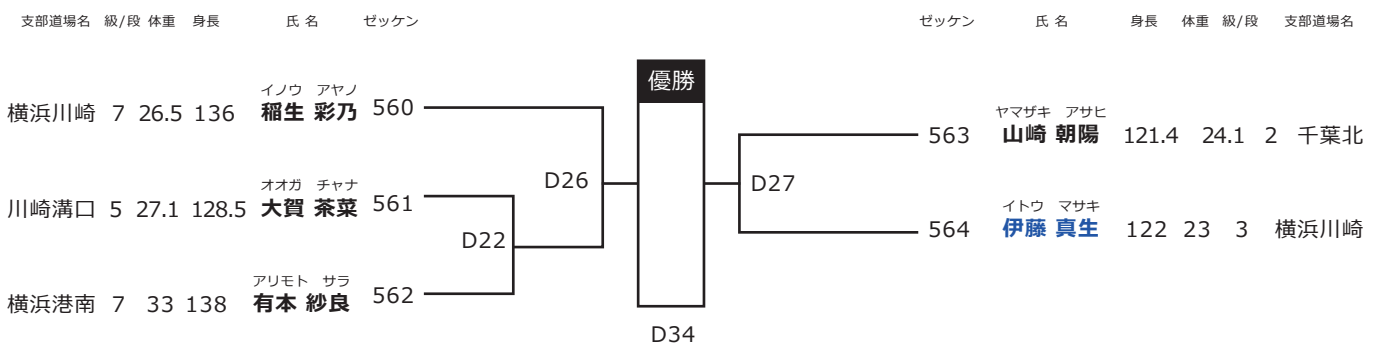 支部道場名 級/段 体重 身長 氏 名 ゼッケン
ゼッケン 氏 名 身長 体重 級/段 支部道場名
優勝
イノウ アヤノ
横浜川崎 7 26.5 136 稲生 彩乃 560
ヤマザキ アサヒ
563 山崎 朝陽 121.4 24.1 2 千葉北
D26
D27
オオガ チャナ
川崎溝口 5 27.1 128.5 大賀 茶菜 561
イトウ マサキ
564 伊藤 真生 122 23 3 横浜川崎
D22
アリモト サラ
横浜港南 7 33 138 有本 紗良 562
D34